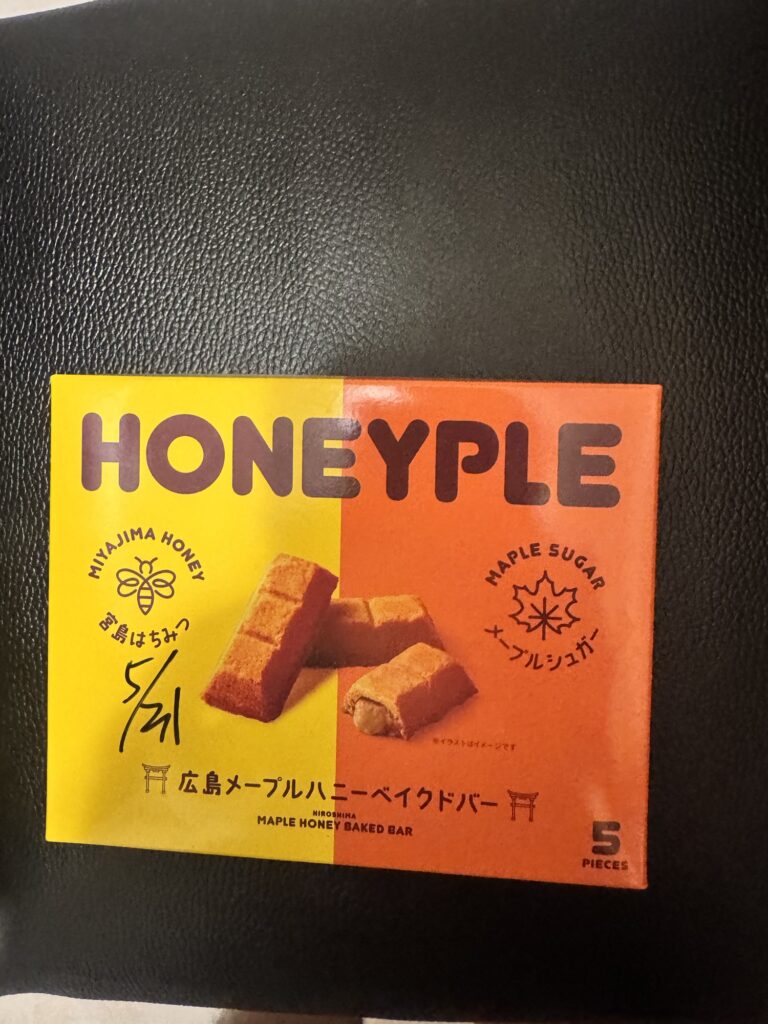 HONEYPLE
MIYAJIMA HONEY
宮島はちみつ
MAPLE SUGAR
メープルシュガー
5/21
※イラストはイメージです
広島メープルハニーベイクドバー
HIROSHIMA
MAPLE HONEY BAKED BAR
5
PIECES